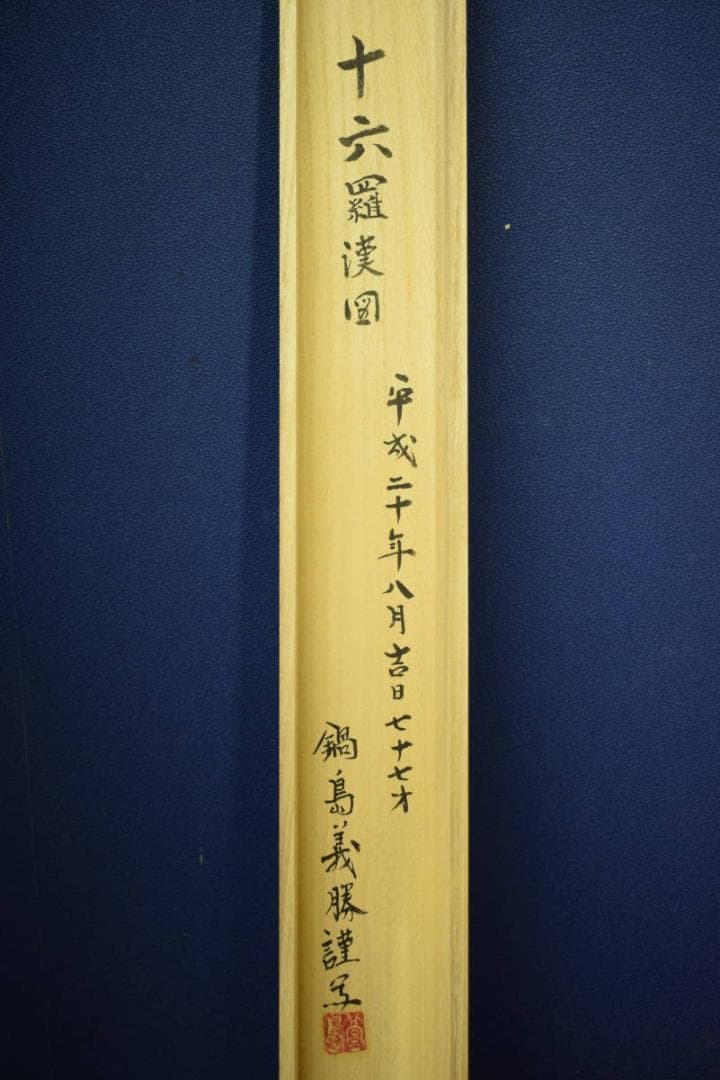 十六羅漢図
平成二十年八月吉日七十七才
鍋島義勝謹写